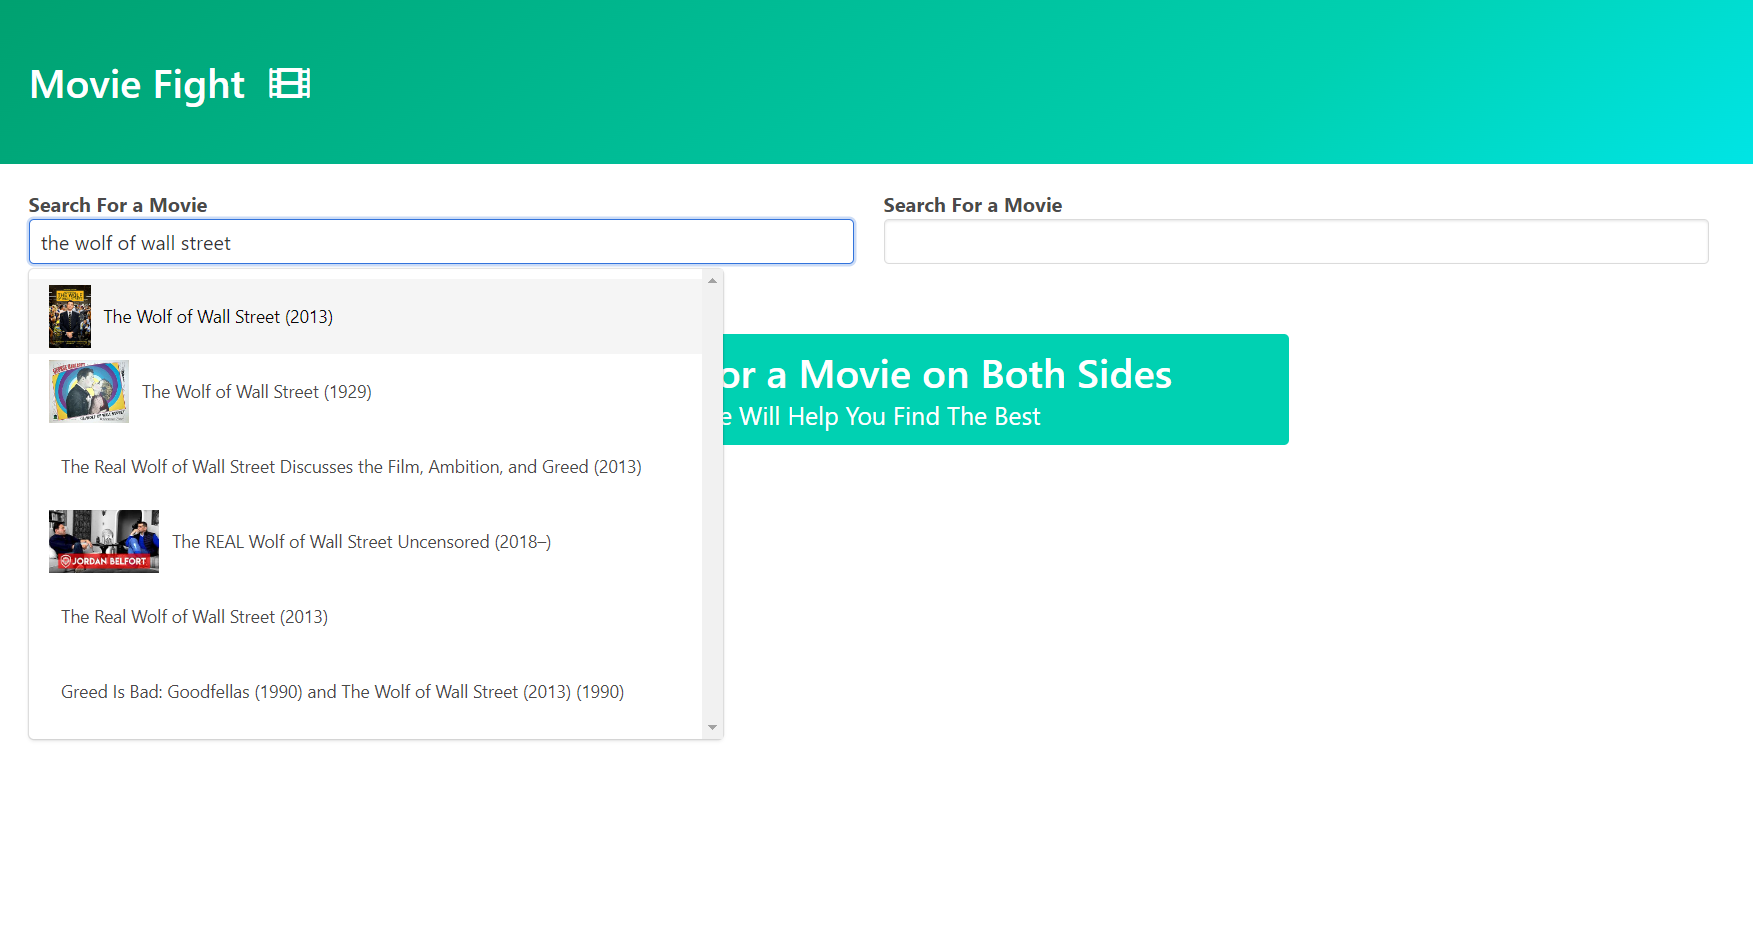 Movie Fight
Search For a Movie
the wolf of wall street
Search For a Movie
The Wolf of Wall Street (2013)
The Wolf of Wall Street (1929)
The Real Wolf of Wall Street Discusses the Film, Ambition, and Greed (2013)
JORDAN BELFORT
The REAL Wolf of Wall Street Uncensored (2018–)
The Real Wolf of Wall Street (2013)
Greed Is Bad: Goodfellas (1990) and The Wolf of Wall Street (2013) (1990)
or a Movie on Both Sides
e Will Help You Find The Best